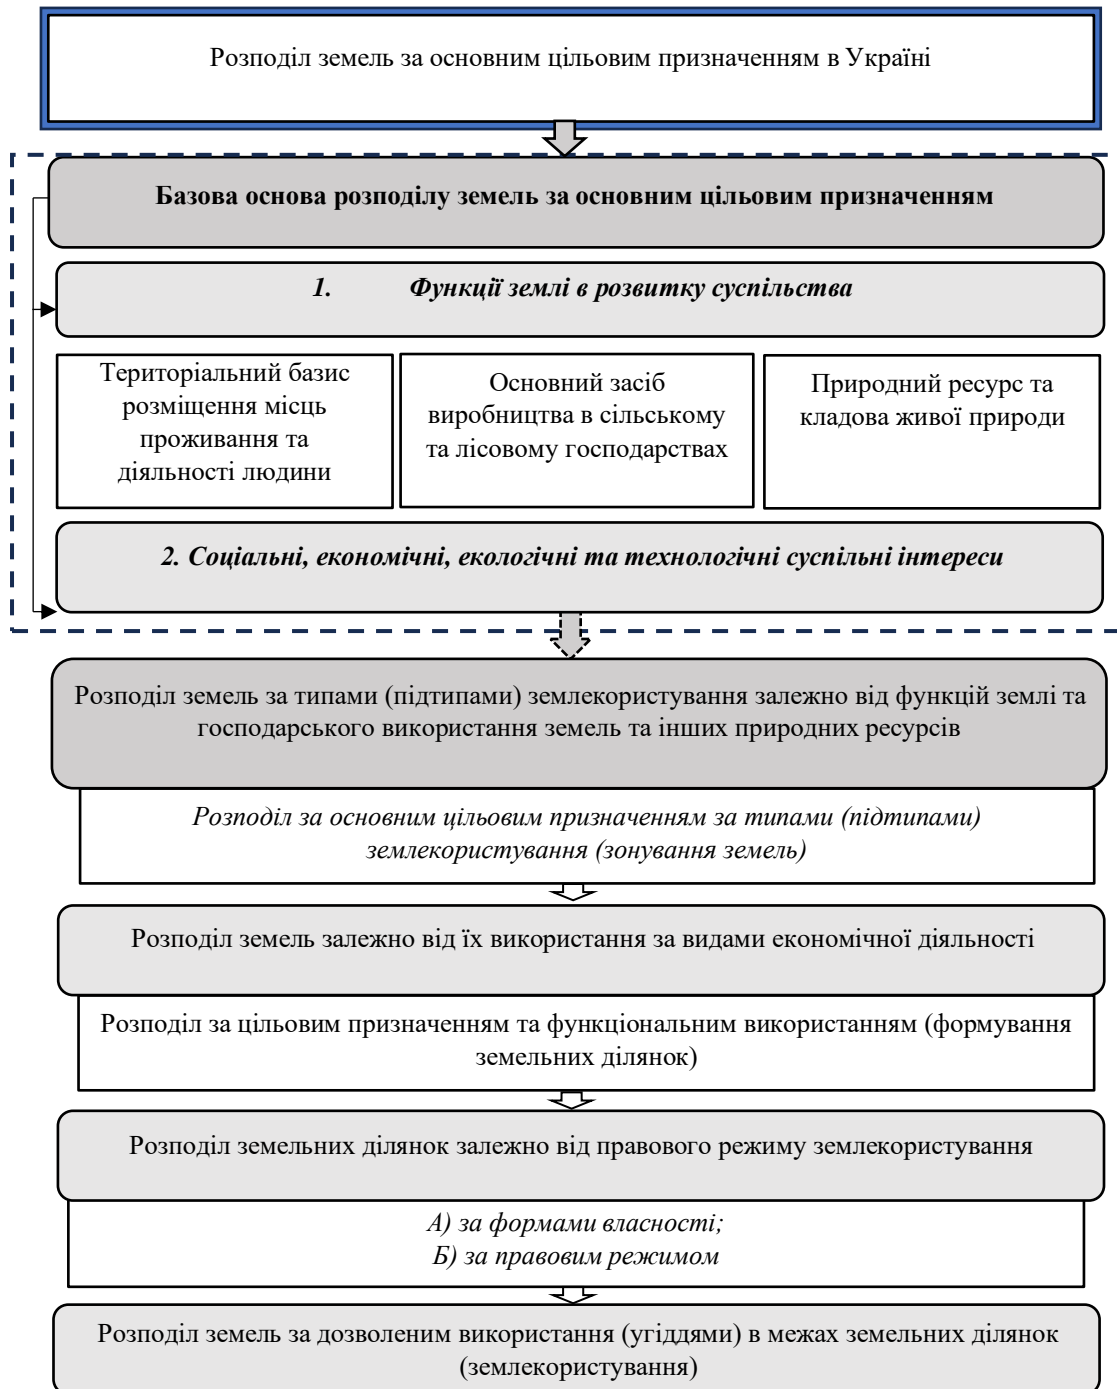 Розподіл земель за основним цільовим призначенням в Україні
Базова основа розподілу земель за основним цільовим призначенням
1. Функції землі в розвитку суспільства
Територіальний базис
розміщення місць
проживання та
діяльності людини
Основний засіб
виробництва в сільському
та лісовому господарствах
Природний ресурс та
кладова живої природи
2. Соціальні, економічні, екологічні та технологічні суспільні інтереси
Розподіл земель за типами (підтипами) землекористування залежно від функцій землі та
господарського використання земель та інших природних ресурсів
Розподіл за основним цільовим призначенням за типами (підтипами)
землекористування (зонування земель)
Розподіл земель залежно від їх використання за видами економічної діяльності
Розподіл за цільовим призначенням та функціональним використанням (формування
земельних ділянок)
Розподіл земельних ділянок залежно від правового режиму землекористування
А) за формами власності;
Б) за правовим режимом
Розподіл земель за дозволеним використання (угіддями) в межах земельних ділянок
(землекористування)